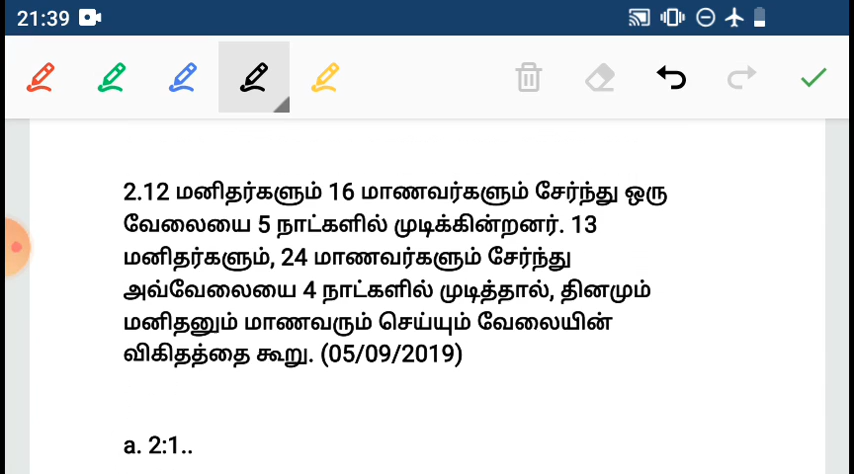 21:39
2.12 மனிதர்களும் 16 மாணவர்களும் சேர்ந்து ஒரு
வேலையை 5 நாட்களில் முடிக்கின்றனர். 13
மனிதர்களும், 24 மாணவர்களும் சேர்ந்து
அவ்வேலையை 4 நாட்களில் முடித்தால், தினமும்
மனிதனும் மாணவரும் செய்யும் வேலையின்
விகிதத்தை கூறு. (05/09/2019)
a. 2:1..